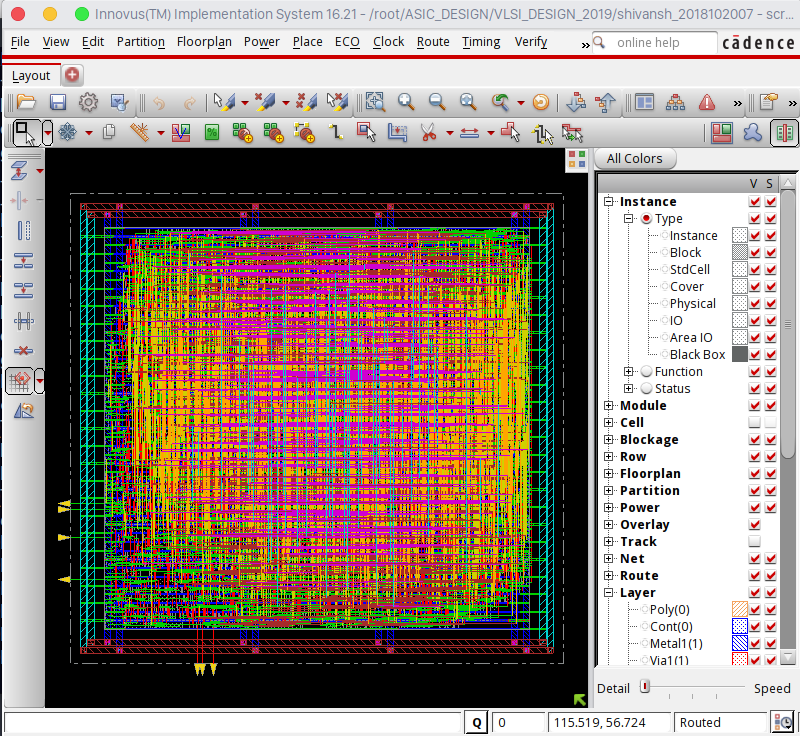 Innovus(TM) Implementation System 16.21 - /root/ASIC_DESIGN/VLSI_DESIGN_2019/shivansh_2018102007 - scr...
File View Edit Partition Floorplan Power Place ECO Clock Route Timing Verify » online help cādence
Layout
»
»
All Colors
V S
Instance
Type
Instance
Block
StdCell
Cover
Physical
IO
Area IO
Black Box
Function
Status
Module
Cell
Blockage
Row
Floorplan
Partition
Power
Overlay
Track
Net
Route
Layer
Poly(0)
Cont(0)
Metal1(1)
Via1(1)
Detail Speed
Q 0 115.519, 56.724 Routed